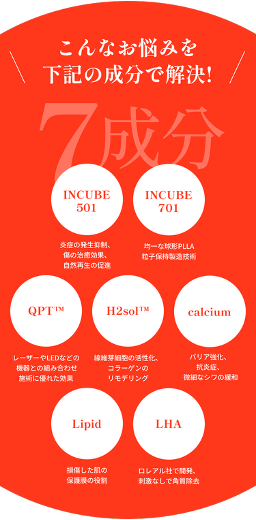 こんなお悩みを
下記の成分で解決!
7成分
INCUBE
501
INCUBE
701
炎症の発生抑制、
傷の治癒効果、
自然再生の促進
均一な球形PLLA
粒子保持製造技術
QPT™
H2sol™
calcium
レーザーやLEDなどの
機器との組み合わせ
施術に優れた効果
線維芽細胞の活性化、
コラーゲンの
リモデリング
バリア強化、
抗炎症、
微細なシワの緩和
Lipid
LHA
損傷した肌の
保護膜の役割
ロレアル社で開発、
刺激なしで角質除去